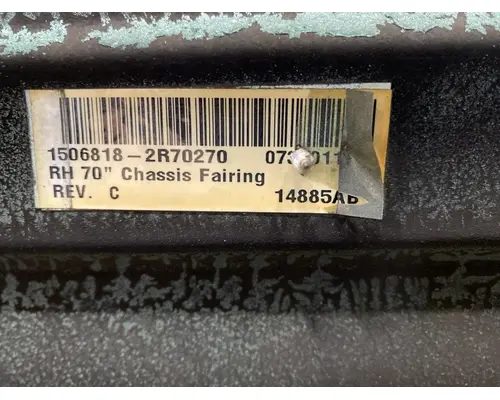 1506818-2R70270
RH 70" Chassis Fairing
REV. C 14885AB